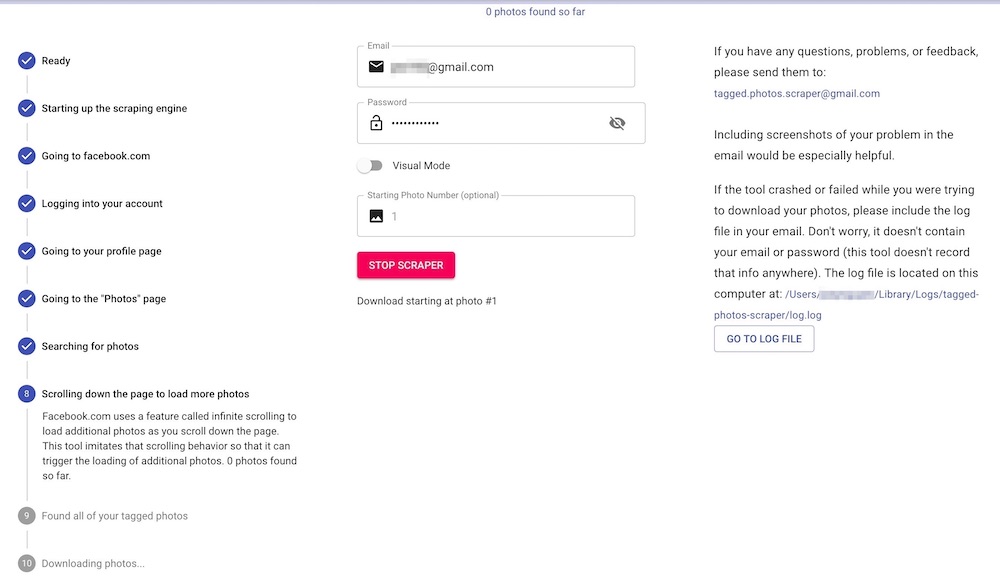 0 photos found so far
Ready
Starting up the scraping engine
Going to facebook.com
Logging into your account
Going to your profile page
Going to the "Photos" page
Searching for photos
8 Scrolling down the page to load more photos
Facebook.com uses a feature called infinite scrolling to
load additional photos as you scroll down the page.
This tool imitates that scrolling behavior so that it can
trigger the loading of additional photos. 0 photos found
so far.
9 Found all of your tagged photos
10 Downloading photos...
Email
@gmail.com
Password
••••••••••••
Visual Mode
Starting Photo Number (optional)
1
STOP SCRAPER
Download starting at photo #1
If you have any questions, problems, or feedback,
please send them to:
tagged.photos.scraper@gmail.com
Including screenshots of your problem in the
email would be especially helpful.
If the tool crashed or failed while you were trying
to download your photos, please include the log
file in your email. Don't worry, it doesn't contain
your email or password (this tool doesn't record
that info anywhere). The log file is located on this
computer at: /Users/ /Library/Logs/tagged-
photos-scraper/log.log
GO TO LOG FILE